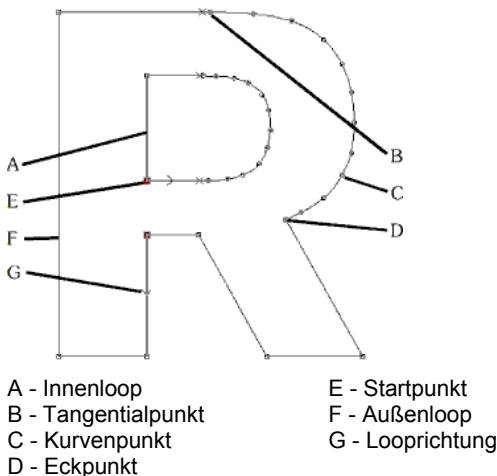 A
E
F
G
B
C
D
A - Innenloop
B - Tangentialpunkt
C - Kurvenpunkt
D - Eckpunkt
E - Startpunkt
F - Außenloop
G - Looprichtung